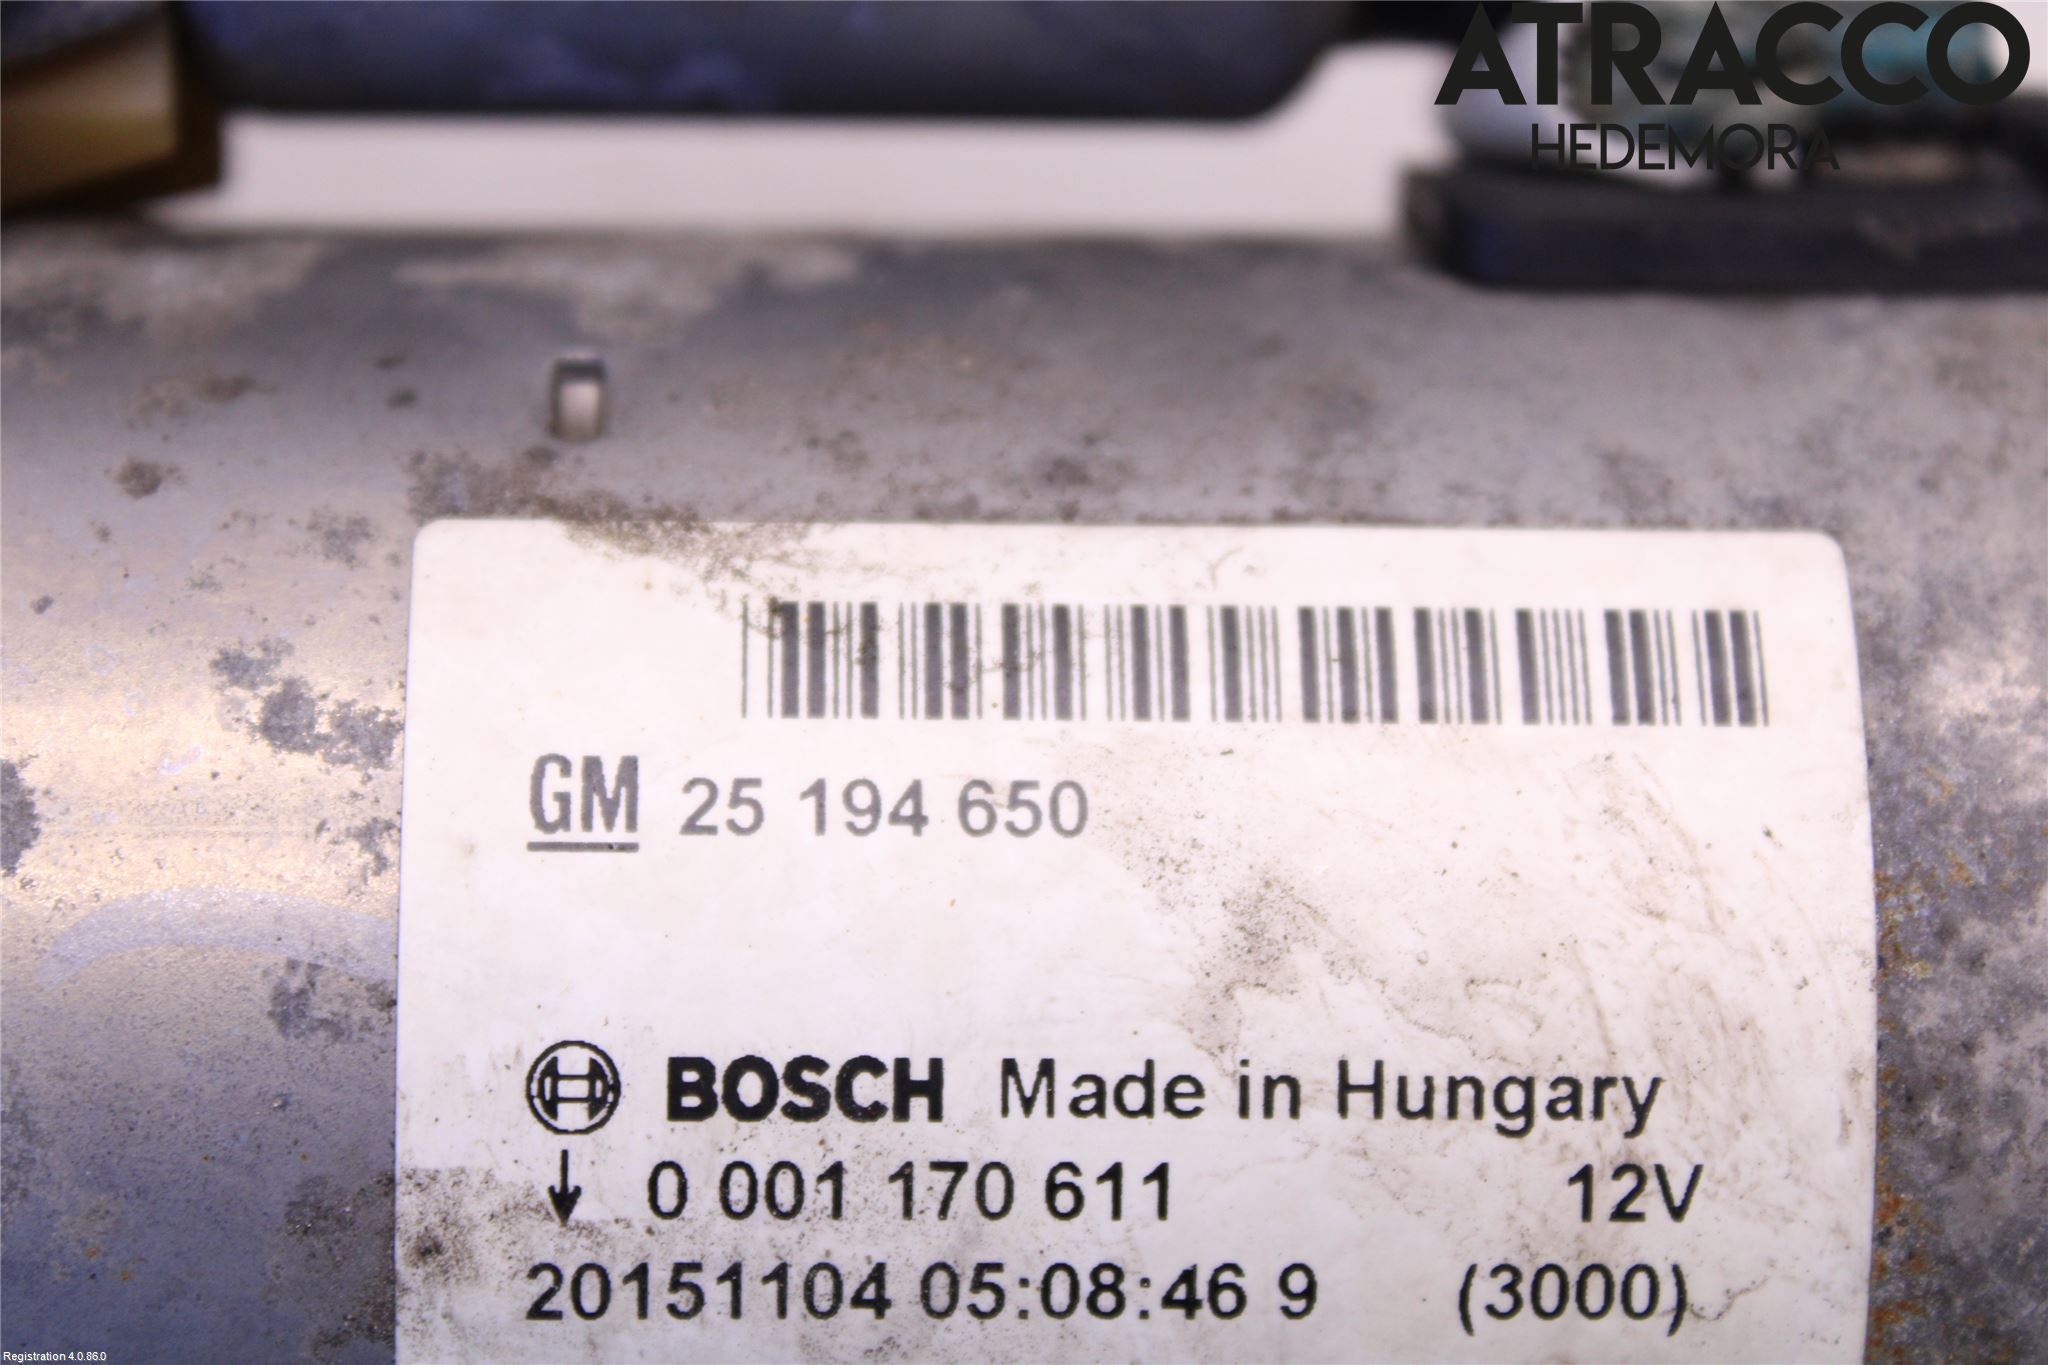 ATRACCO
HEDEMORA
GM 25 194 650
BOSCH Made in Hungary
↓ 0 001 170 611 12V
20151104 05:08:46 9 (3000)
Registration 4.0.86.0